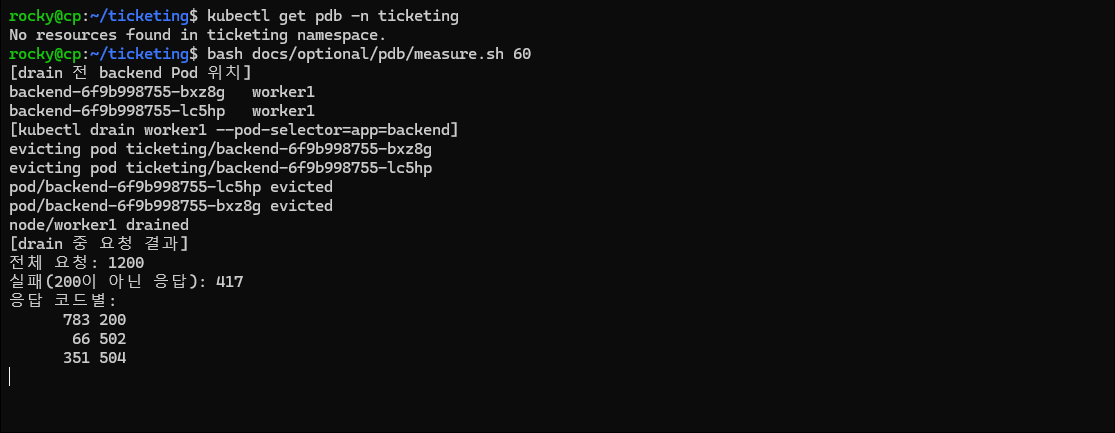 rocky@cp:~/ticketing$ kubectl get pdb -n ticketing
No resources found in ticketing namespace.
rocky@cp:~/ticketing$ bash docs/optional/pdb/measure.sh 60
[drain 전 backend Pod 위치]
backend-6f9b998755-bxz8g   worker1
backend-6f9b998755-lc5hp   worker1
[kubectl drain worker1 --pod-selector=app=backend]
evicting pod ticketing/backend-6f9b998755-bxz8g
evicting pod ticketing/backend-6f9b998755-lc5hp
pod/backend-6f9b998755-lc5hp evicted
pod/backend-6f9b998755-bxz8g evicted
node/worker1 drained
[drain 중 요청 결과]
전체 요청: 1200
실패(200이 아닌 응답): 417
응답 코드별:
      783 200
       66 502
      351 504